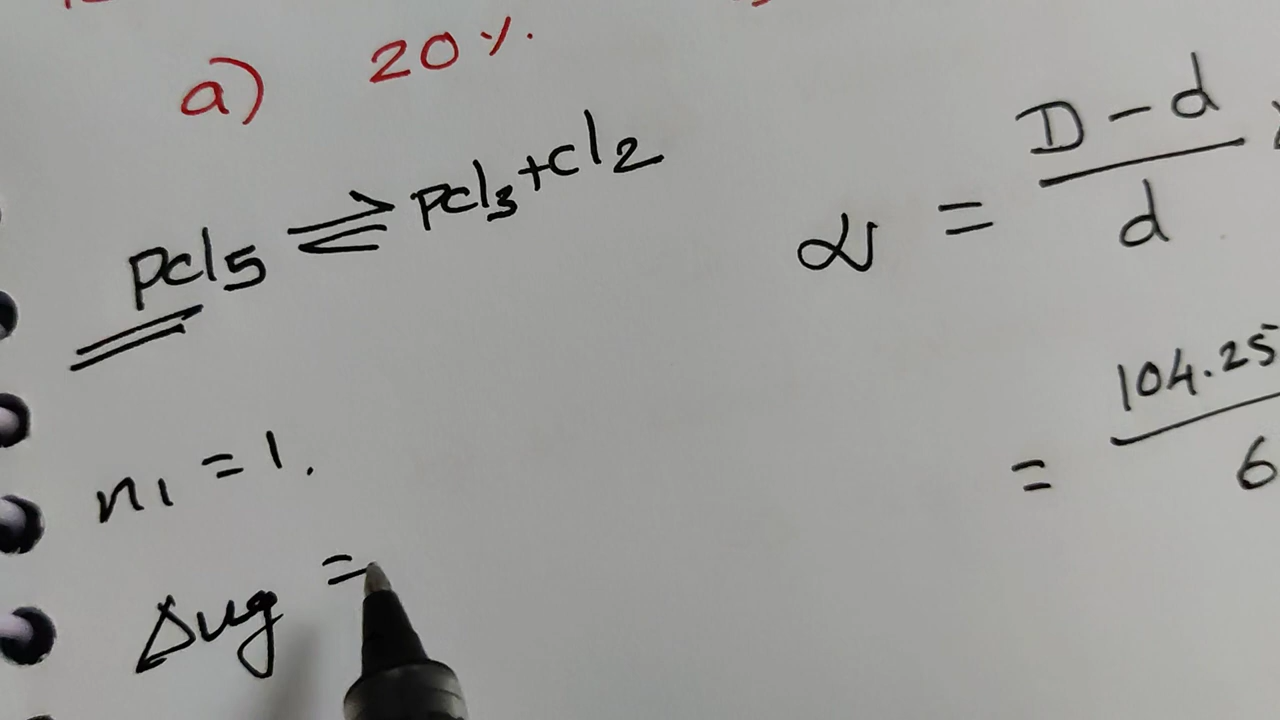 a) 20%.
PCl5 ⇌ PCl3 + Cl2
n1 = 1.
Δng =
α = D - d / d
= 104.25 / 6